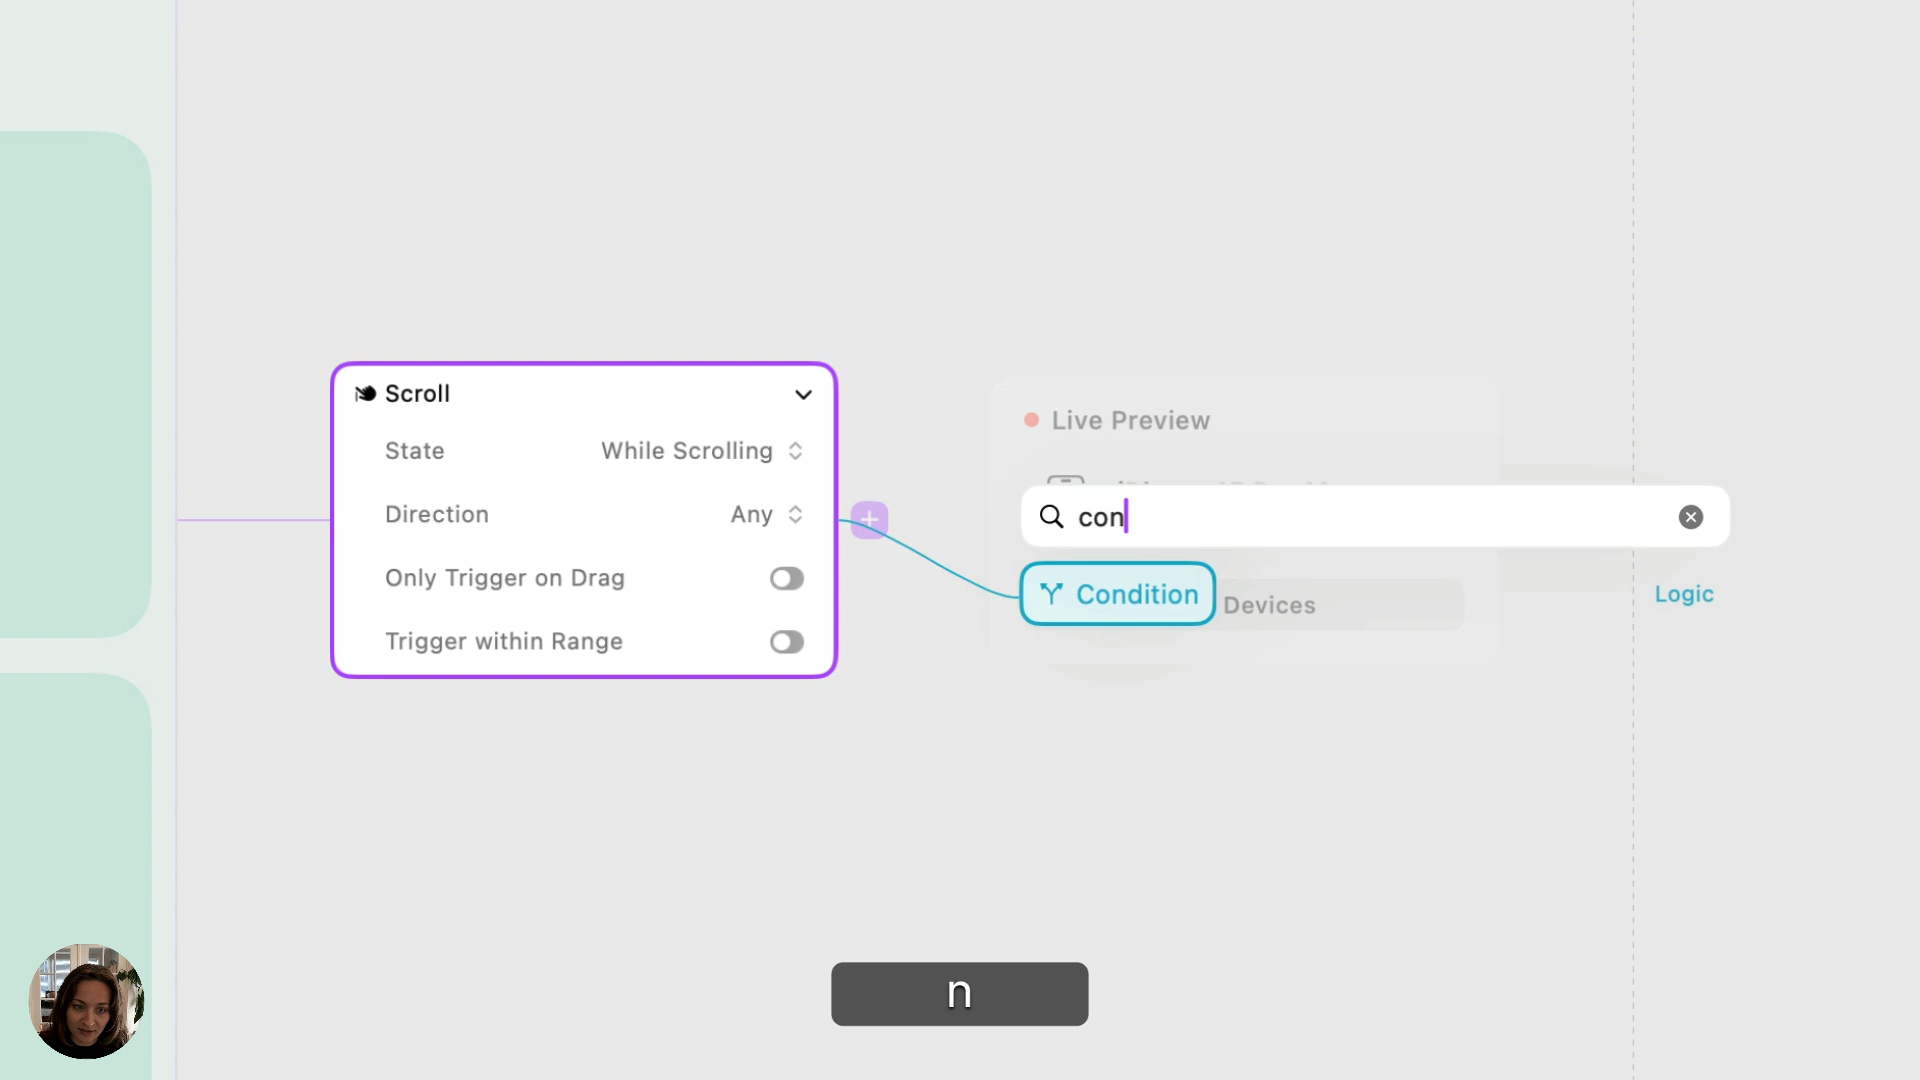 Scroll
State While Scrolling
Direction Any
Only Trigger on Drag
Trigger within Range
Live Preview
con
Condition
Devices
Logic
n